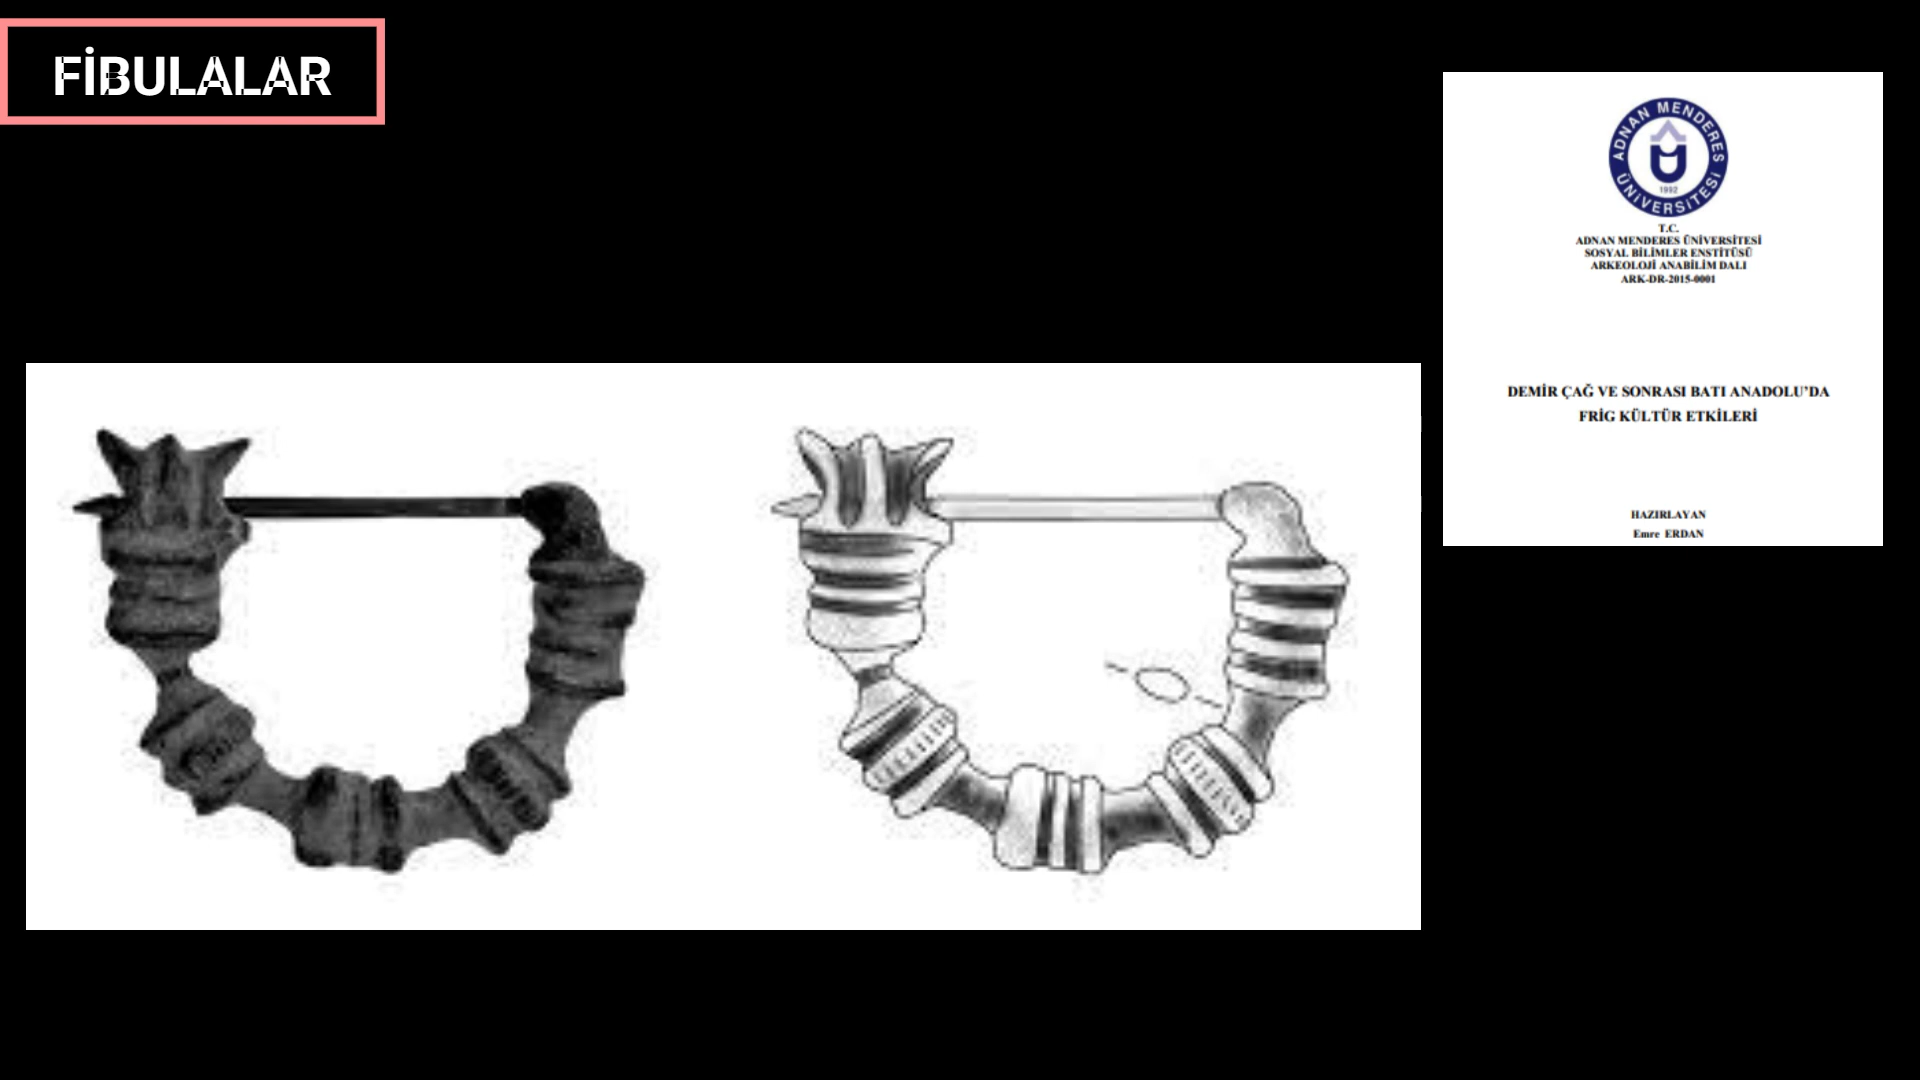 FİBULALAR
ADNAN MENDERES
ÜNİVERSİTESİ
1992
T.C.
ADNAN MENDERES ÜNİVERSİTESİ
SOSYAL BİLİMLER ENSTİTÜSÜ
ARKEOLOJİ ANABİLİM DALI
ARK-DR-2015-0001
DEMİR ÇAĞ VE SONRASI BATI ANADOLU’DA
FRİG KÜLTÜR ETKİLERİ
HAZIRLAYAN
Emre ERDAN